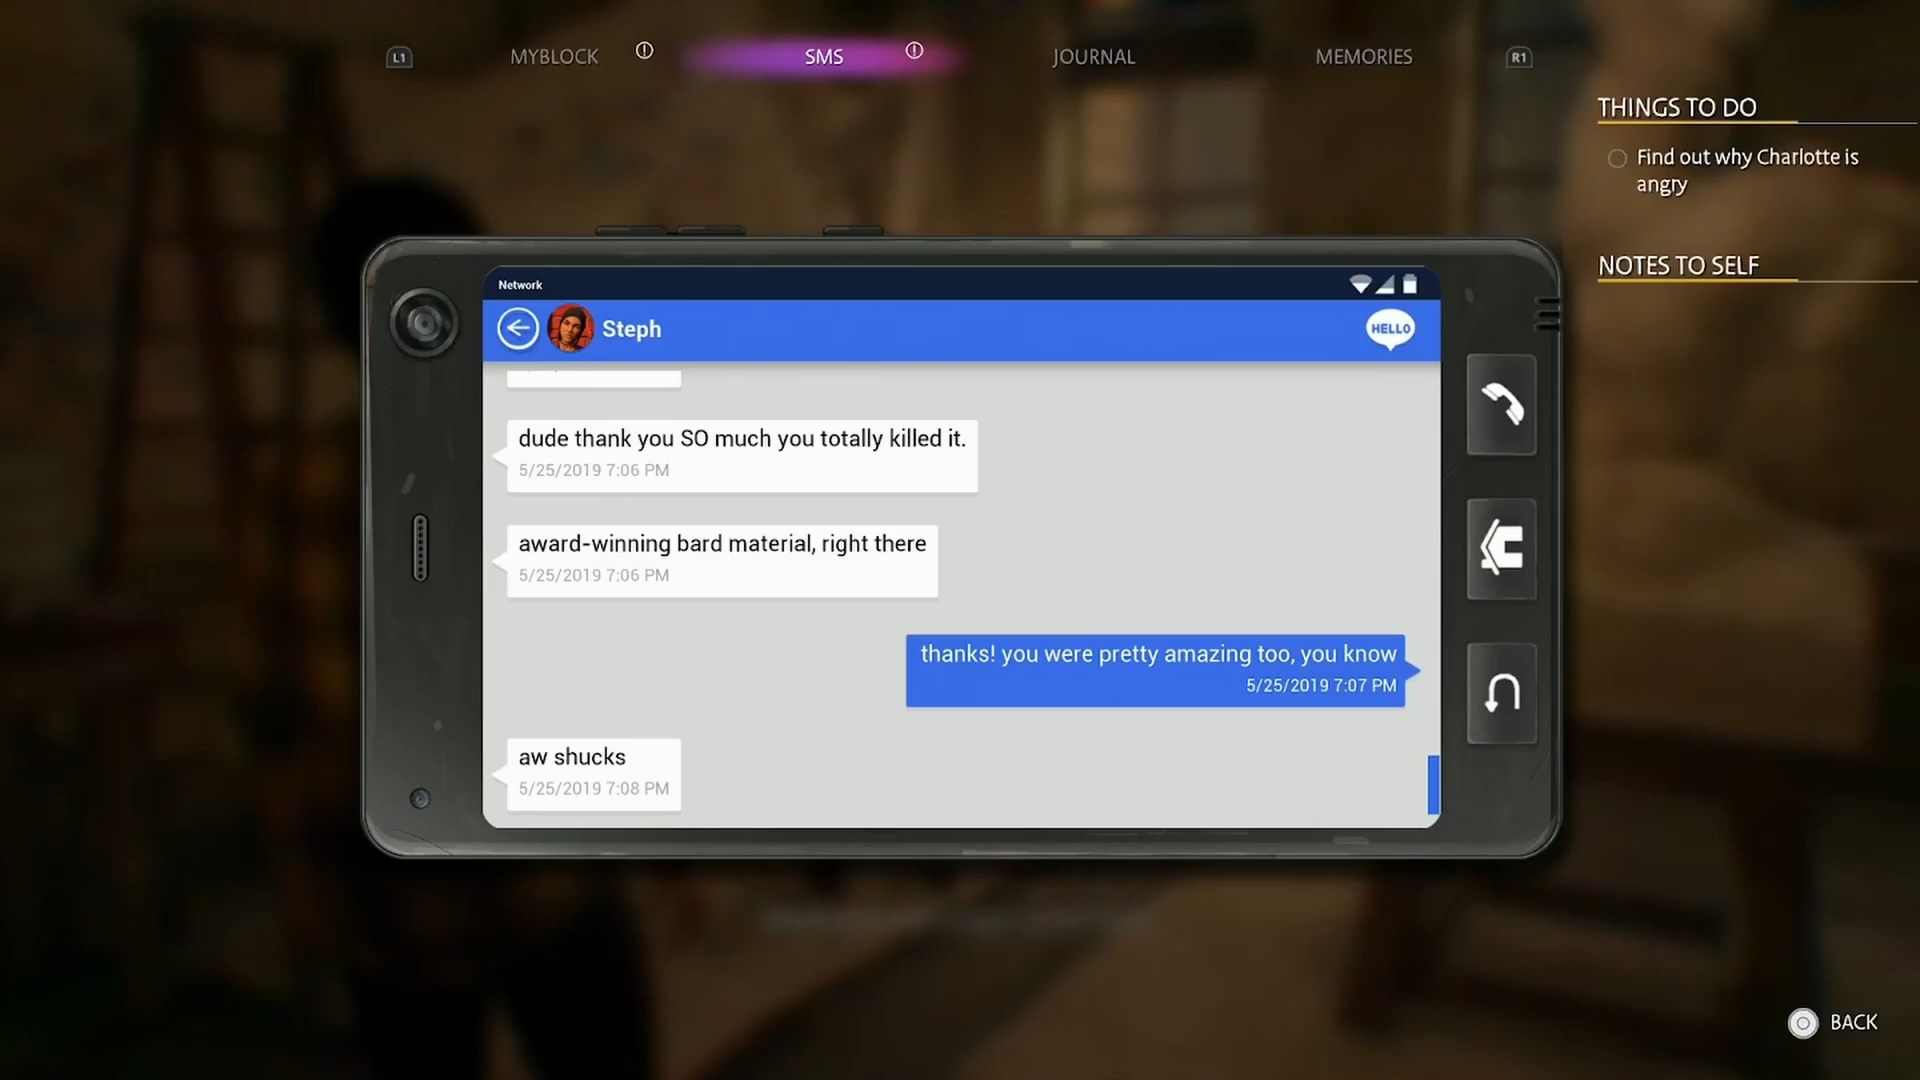 L1
MYBLOCK
SMS
JOURNAL
MEMORIES
R1
THINGS TO DO
Find out why Charlotte is
angry
NOTES TO SELF
Network
Steph
HELLO
dude thank you SO much you totally killed it.
5/25/2019 7:06 PM
award-winning bard material, right there
5/25/2019 7:06 PM
thanks! you were pretty amazing too, you know
5/25/2019 7:07 PM
aw shucks
5/25/2019 7:08 PM
BACK